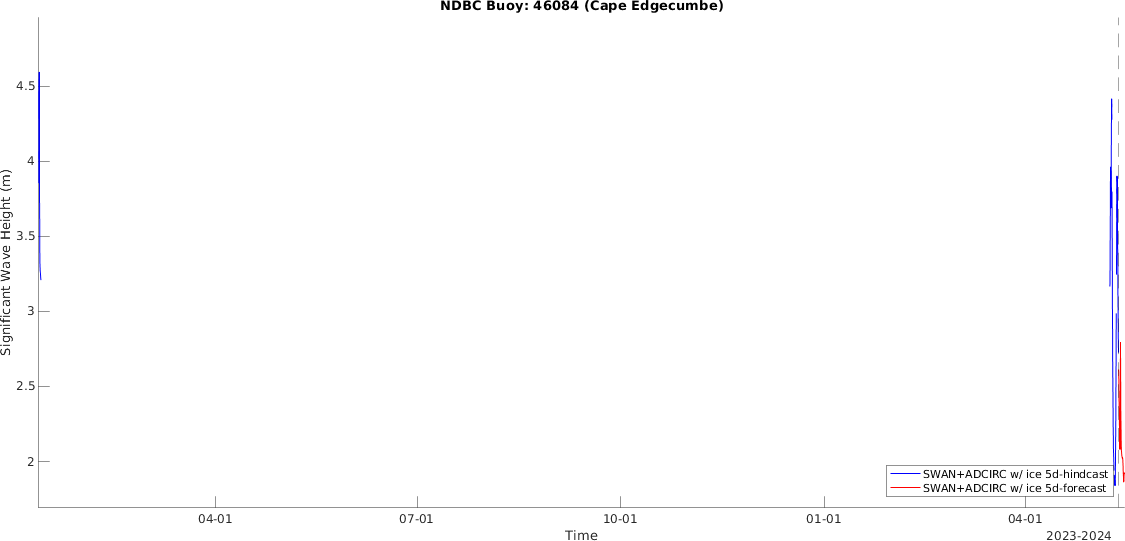 NDBC Buoy: 46084 (Cape Edgecumbe)
Significant Wave Height (m)
4.5
4
3.5
3
2.5
2
SWAN+ADCIRC w/ ice 5d-hindcast
SWAN+ADCIRC w/ ice 5d-forecast
04-01
07-01
10-01
01-01
04-01
Time
2023-2024